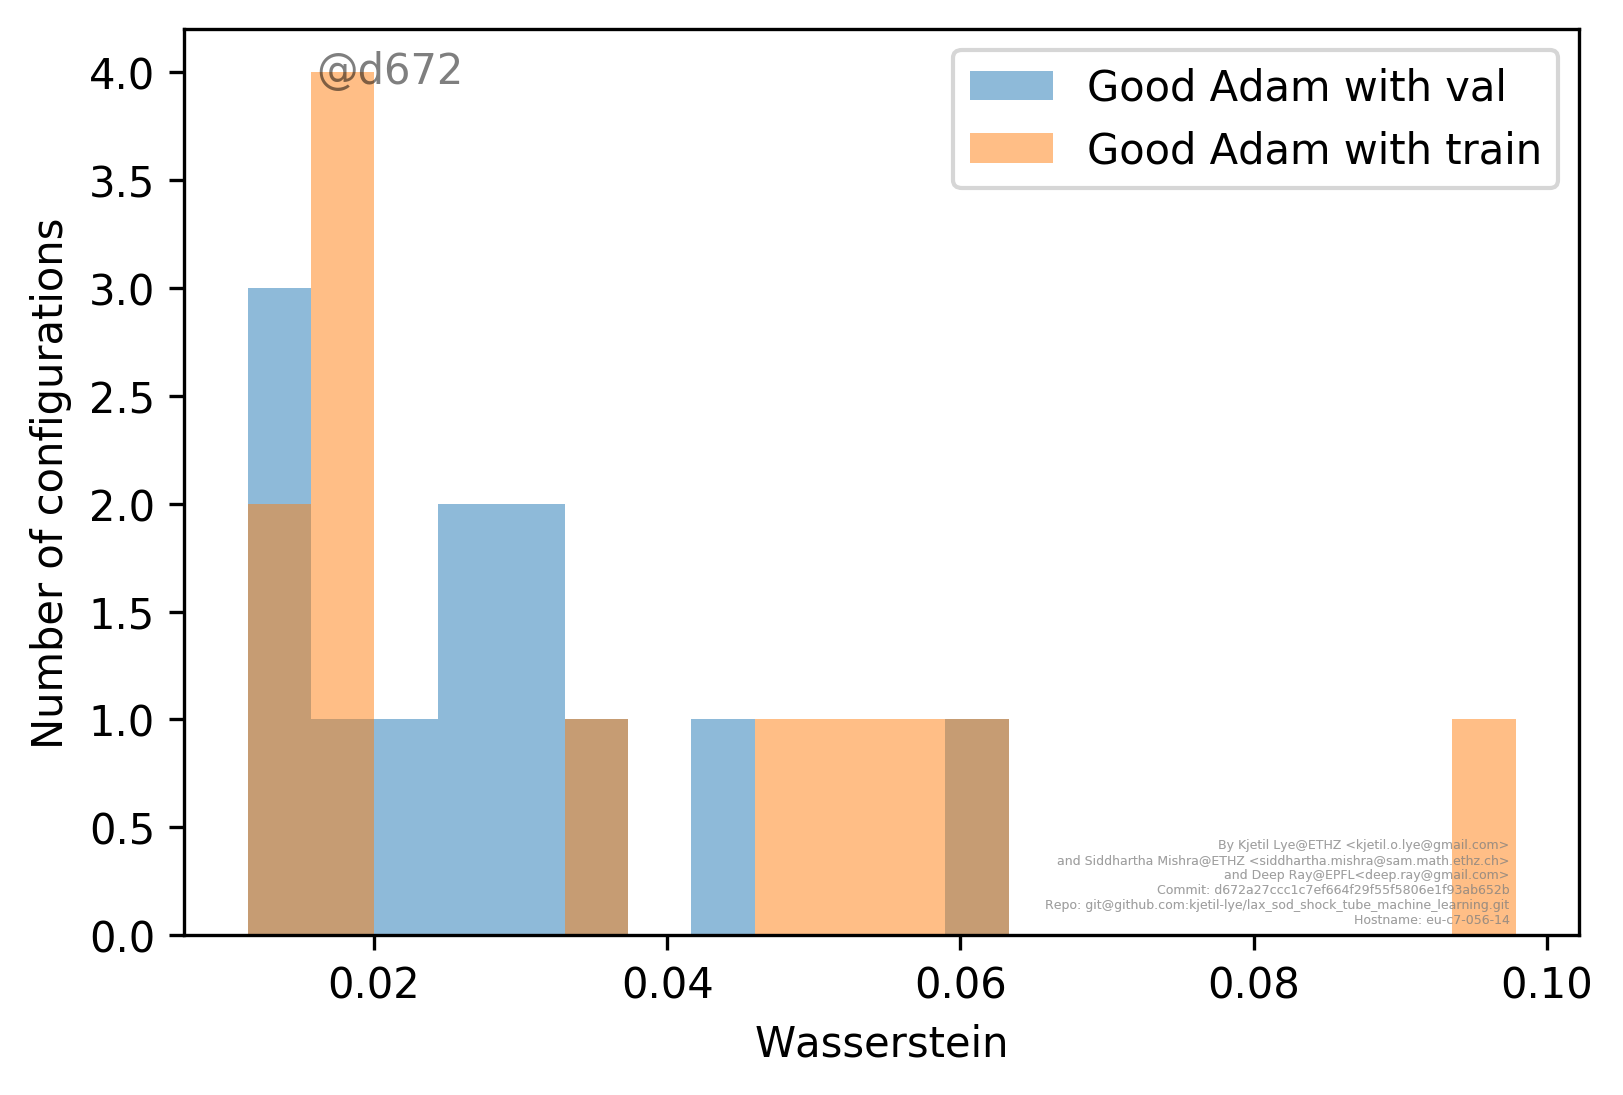 @d672
Good Adam with val
Good Adam with train
Number of configurations
4.0
3.5
3.0
2.5
2.0
1.5
1.0
0.5
0.0
0.02
0.04
0.06
0.08
0.10
Wasserstein
By Kjetil Lye@ETHZ <kjetil.o.lye@gmail.com>
and Siddhartha Mishra@ETHZ <siddhartha.mishra@sam.math.ethz.ch>
and Deep Ray@EPFL<deep.ray@gmail.com>
Commit: d672a27ccc1c7ef664f29f55f5806e1f93ab652b
Repo: git@github.com:kjetil-lye/lax_sod_shock_tube_machine_learning.git
Hostname: eu-c7-056-14